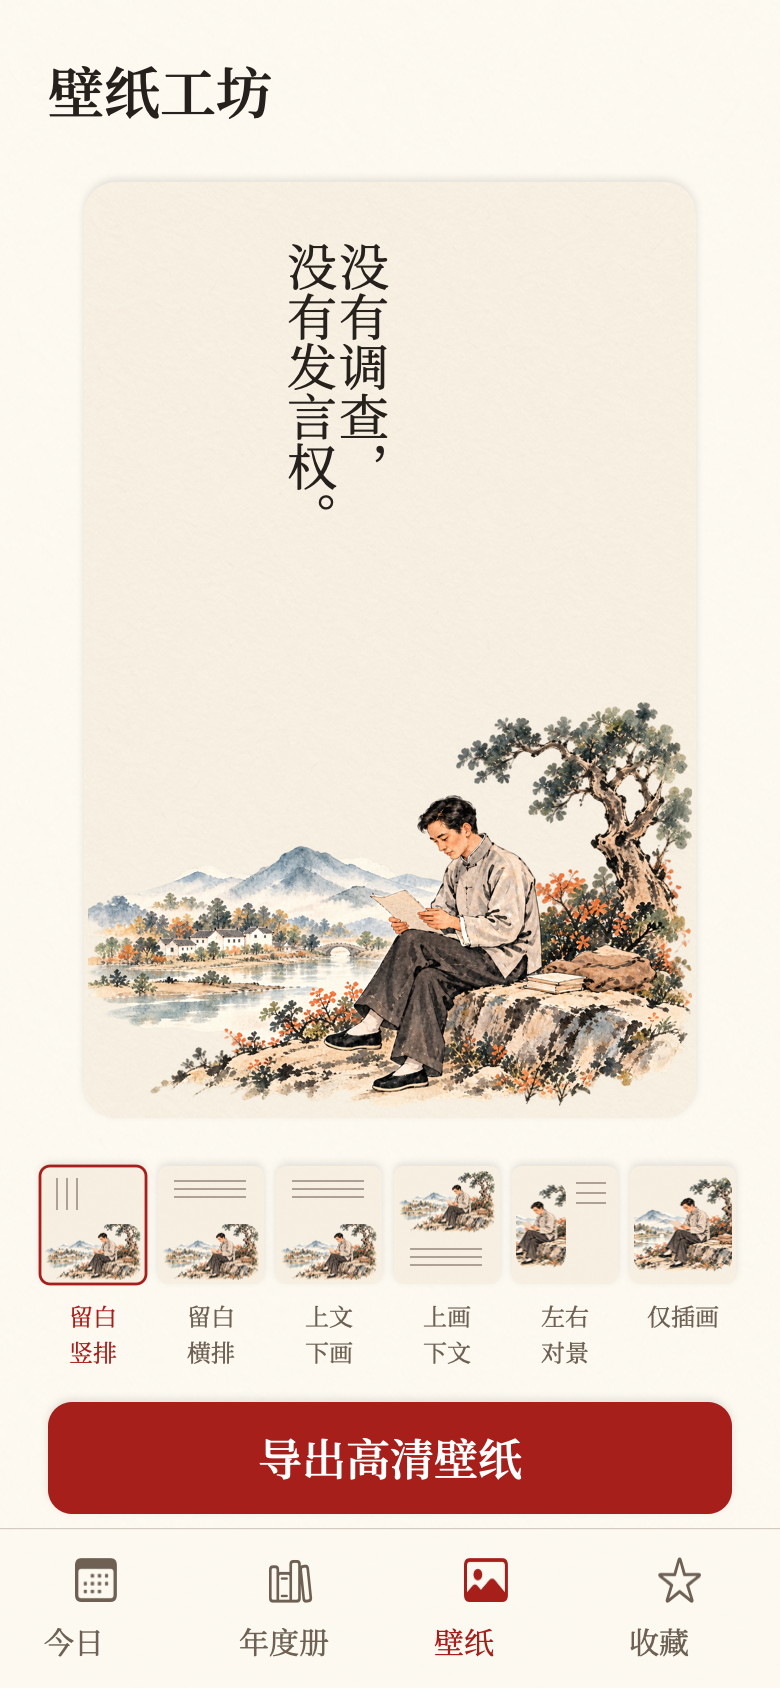 壁纸工坊
没有调查，
没有发言权。
留白
竖排
留白
横排
上文
下画
上画
下文
左右
对景
仅插画
导出高清壁纸
今日
年度册
壁纸
收藏